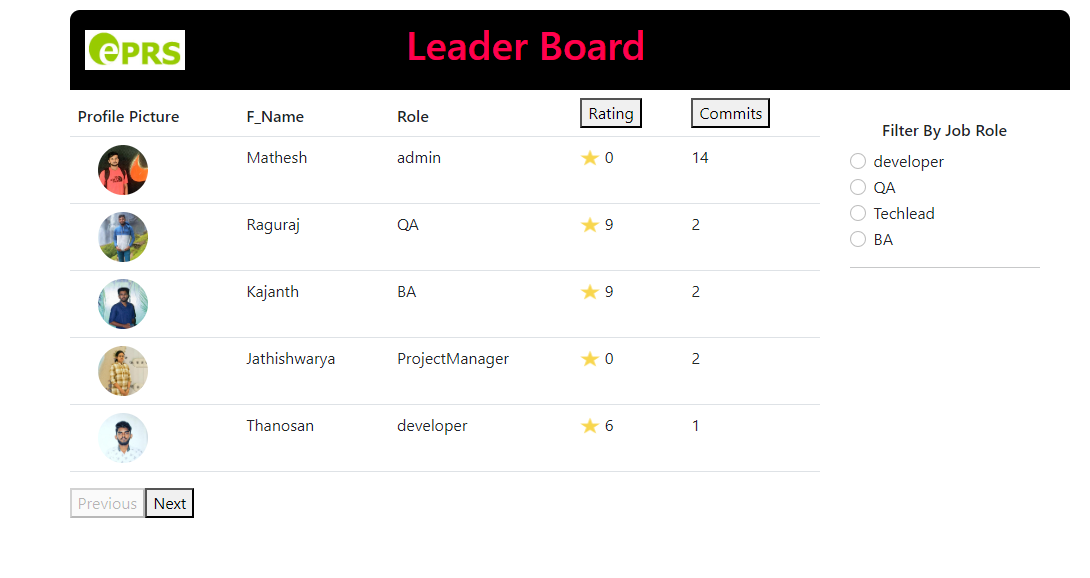 ePRS
Leader Board
Profile Picture F_Name Role Rating Commits
Mathesh admin 0 14
Raguraj QA 9 2
Kajanth BA 9 2
Jathishwarya ProjectManager 0 2
Thanosan developer 6 1
Previous Next
Filter By Job Role
developer
QA
Techlead
BA